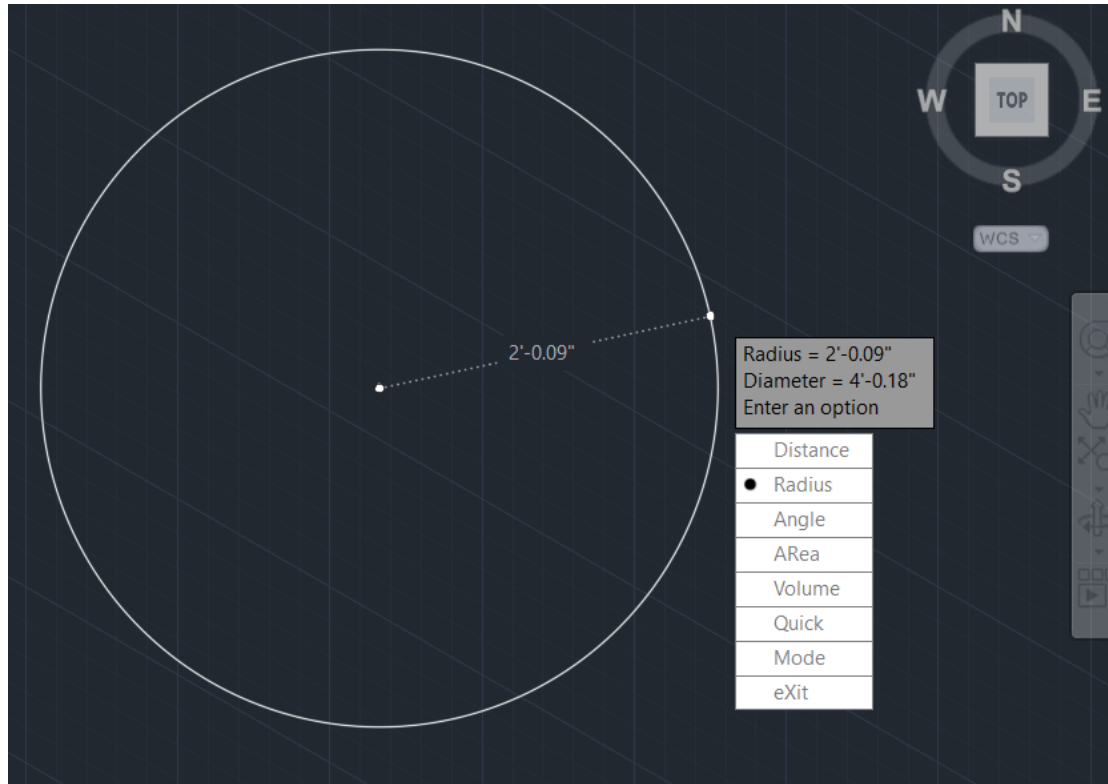 N
W
TOP
E
S
WCS
2'-0.09"
Radius = 2'-0.09"
Diameter = 4'-0.18"
Enter an option
Distance
Radius
Angle
ARea
Volume
Quick
Mode
eXit